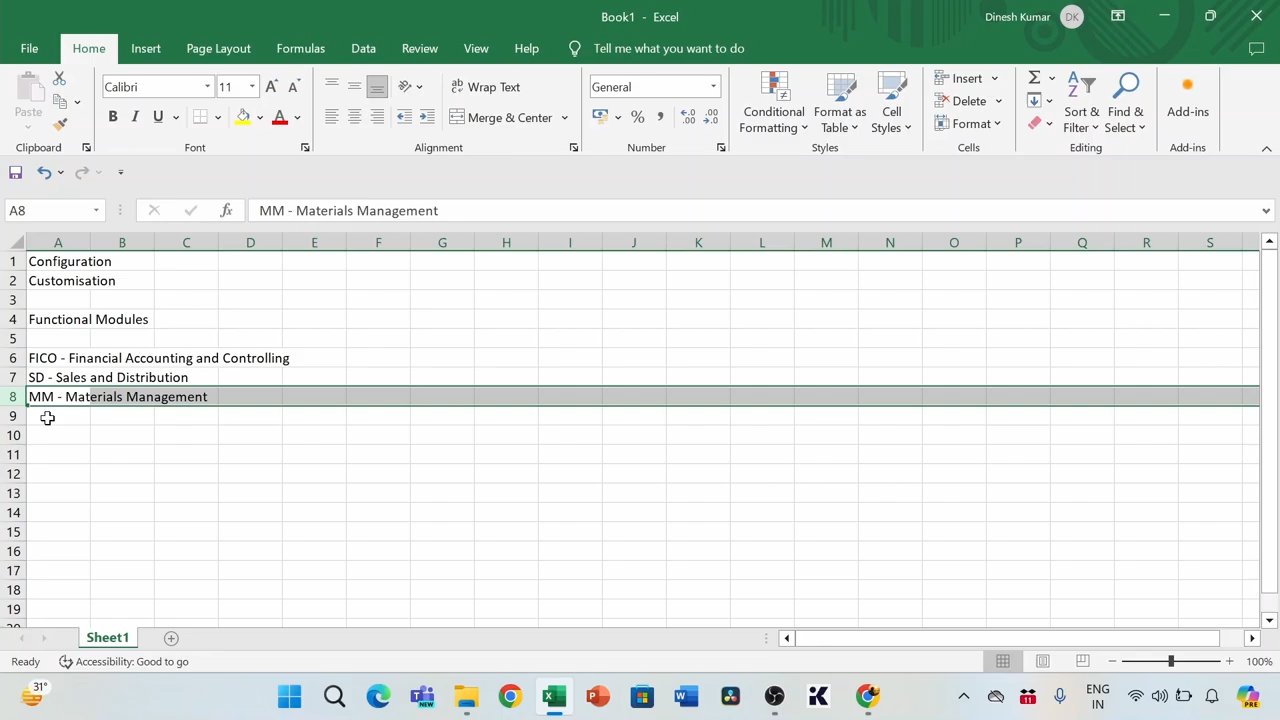 Book1 - Excel
Dinesh Kumar DK
File Home Insert Page Layout Formulas Data Review View Help Tell me what you want to do
Paste
Clipboard
Calibri 11 A A
B I U A
Font
ab Wrap Text
Merge & Center
Alignment
General
% ,
Number
Conditional Formatting
Format as Table
Cell Styles
Styles
Insert
Delete
Format
Cells
Sort & Filter
Find & Select
Editing
Add-ins
Add-ins
A8 fx MM - Materials Management
A B C D E F G H I J K L M N O P Q R S
1 Configuration
2 Customisation
3
4 Functional Modules
5
6 FICO - Financial Accounting and Controlling
7 SD - Sales and Distribution
8 MM - Materials Management
9
10
11
12
13
14
15
16
17
18
19
Sheet1
Ready Accessibility: Good to go 100%
31°
NEW
11
ENG
IN
PRE